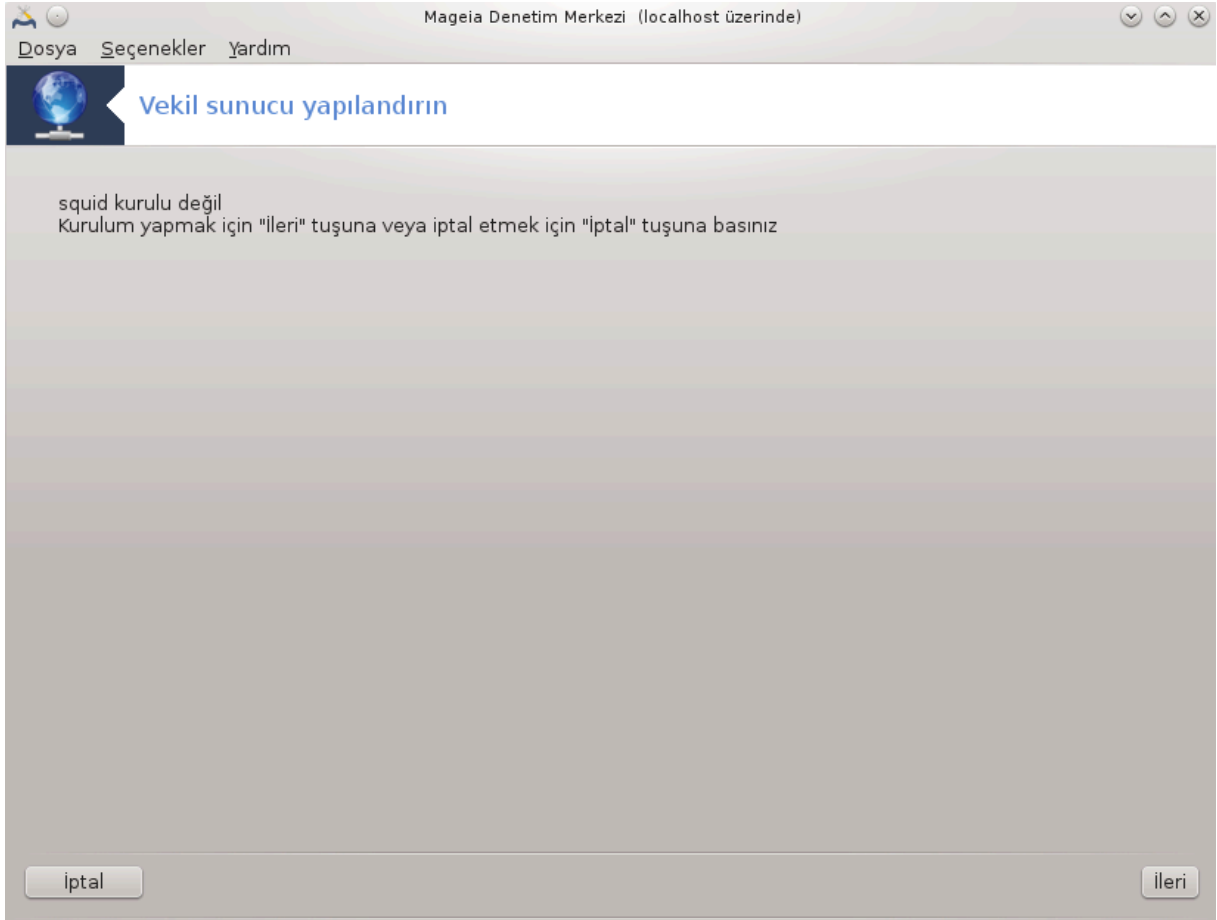 Mageia Denetim Merkezi (localhost üzerinde)
Dosya Seçenekler Yardım
Vekil sunucu yapılandırın
squid kurulu değil
Kurulum yapmak için "İleri" tuşuna veya iptal etmek için "İptal" tuşuna basınız
İptal İleri